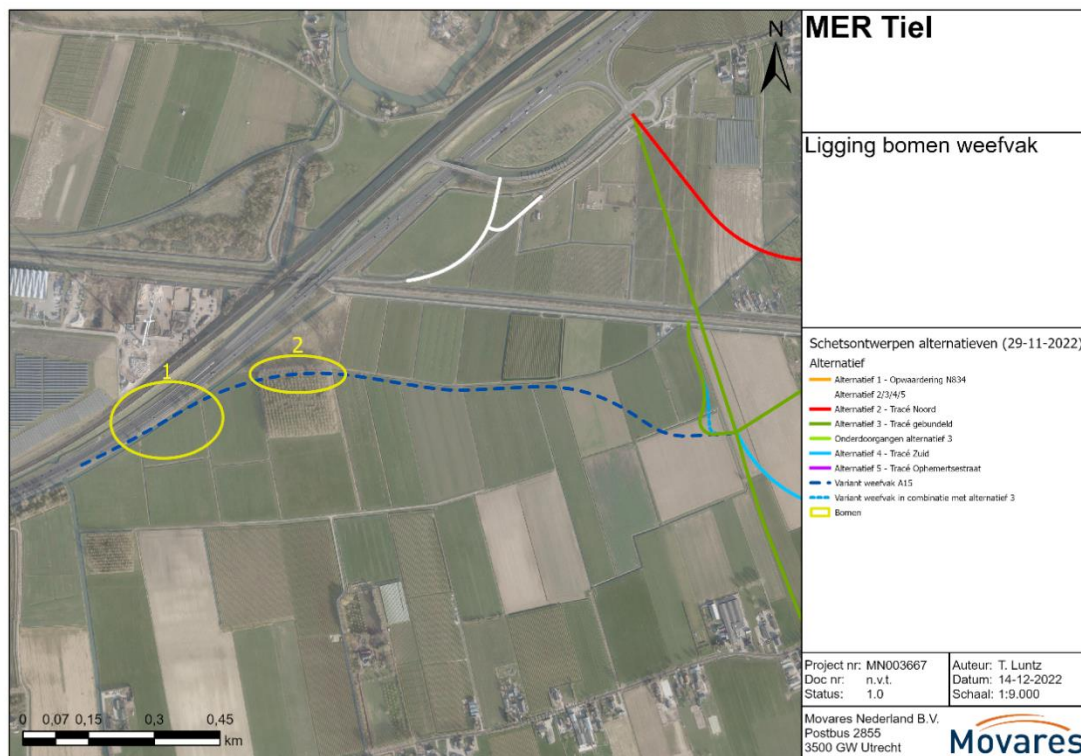 MER Tiel
N
Ligging bomen weefvak
1
2
Schetsontwerpen alternatieven (29-11-2022)
Alternatief
Alternatief 1 - Opwaardering N834
Alternatief 2/3/4/5
Alternatief 2 - Tracé Noord
Alternatief 3 - Tracé gebundeld
Onderdoorgangen alternatief 3
Alternatief 4 - Tracé Zuid
Alternatief 5 - Tracé Ophemertsestraat
Variant weefvak A15
Variant weefvak in combinatie met alternatief 3
Bomen
0 0,07 0,15 0,3 0,45
km
Project nr: MN003667
Doc nr: n.v.t.
Status: 1.0
Auteur: T. Luntz
Datum: 14-12-2022
Schaal: 1:9.000
Movares Nederland B.V.
Postbus 2855
3500 GW Utrecht
Movares